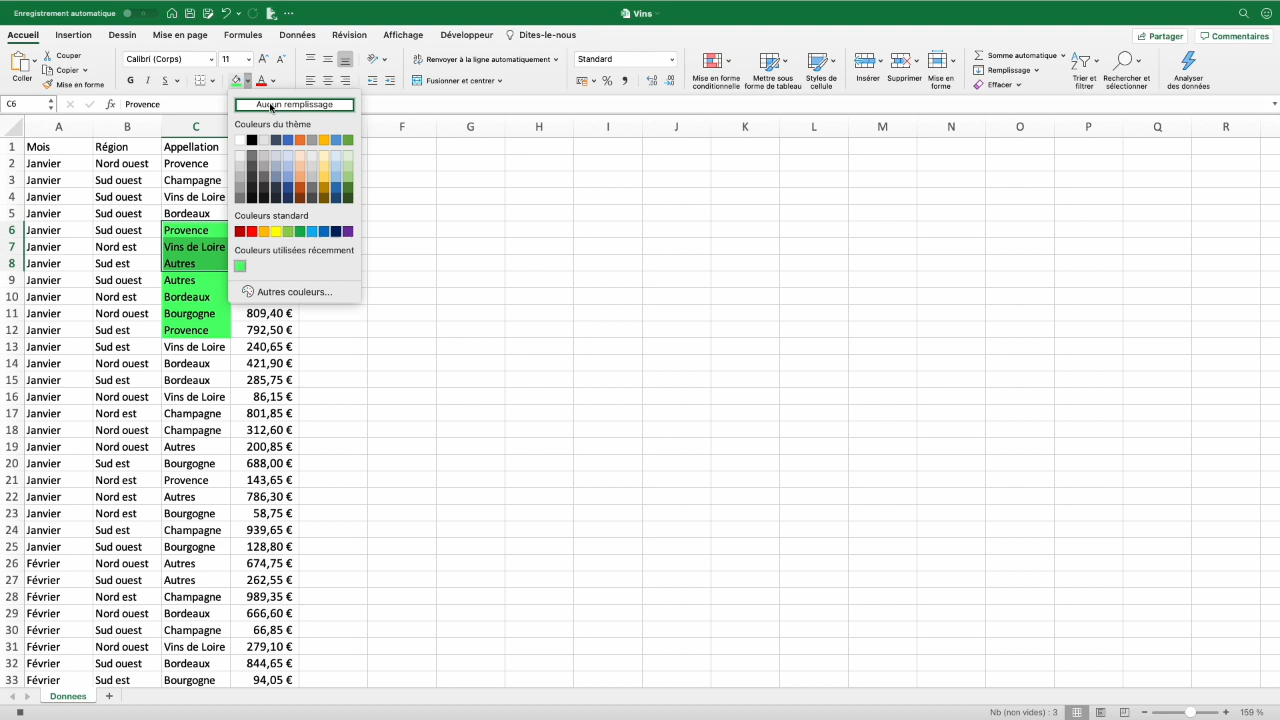 Enregistrement automatique Vins
Accueil Insertion Dessin Mise en page Formules Données Révision Affichage Développeur Dites-le-nous Partager Commentaires
Coller Couper Copier Mise en forme Calibri (Corps) 11 G I S A Renvoyer à la ligne automatiquement Fusionner et centrer Standard % Mise en forme conditionnelle Mettre sous forme de tableau Styles de cellule Insérer Supprimer Mise en forme Somme automatique Remplissage Effacer Trier et filtrer Rechercher et sélectionner Analyser des données
C6 fx Provence
Aucun remplissage
Couleurs du thème
Couleurs standard
Couleurs utilisées récemment
Autres couleurs...
A B C F G H I J K L M N O P Q R
1 Mois Région Appellation
2 Janvier Nord ouest Provence
3 Janvier Sud ouest Champagne
4 Janvier Sud ouest Vins de Loire
5 Janvier Sud ouest Bordeaux
6 Janvier Sud ouest Provence
7 Janvier Nord est Vins de Loire
8 Janvier Sud est Autres
9 Janvier Sud ouest Autres
10 Janvier Nord est Bordeaux
11 Janvier Nord ouest Bourgogne 809,40 €
12 Janvier Sud est Provence 792,50 €
13 Janvier Sud est Vins de Loire 240,65 €
14 Janvier Nord ouest Bordeaux 421,90 €
15 Janvier Sud est Bordeaux 285,75 €
16 Janvier Nord ouest Vins de Loire 86,15 €
17 Janvier Nord est Champagne 801,85 €
18 Janvier Nord ouest Champagne 312,60 €
19 Janvier Nord ouest Autres 200,85 €
20 Janvier Sud est Bourgogne 688,00 €
21 Janvier Nord est Provence 143,65 €
22 Janvier Nord est Autres 786,30 €
23 Janvier Nord est Bourgogne 58,75 €
24 Janvier Sud est Champagne 939,65 €
25 Janvier Sud ouest Bourgogne 128,80 €
26 Février Nord ouest Autres 674,75 €
27 Février Sud ouest Autres 262,55 €
28 Février Nord est Champagne 989,35 €
29 Février Nord ouest Bordeaux 666,60 €
30 Février Sud ouest Champagne 66,85 €
31 Février Nord ouest Vins de Loire 279,10 €
32 Février Sud ouest Bordeaux 844,65 €
33 Février Sud est Bourgogne 94,05 €
Donnees
Nb (non vides) : 3 159 %